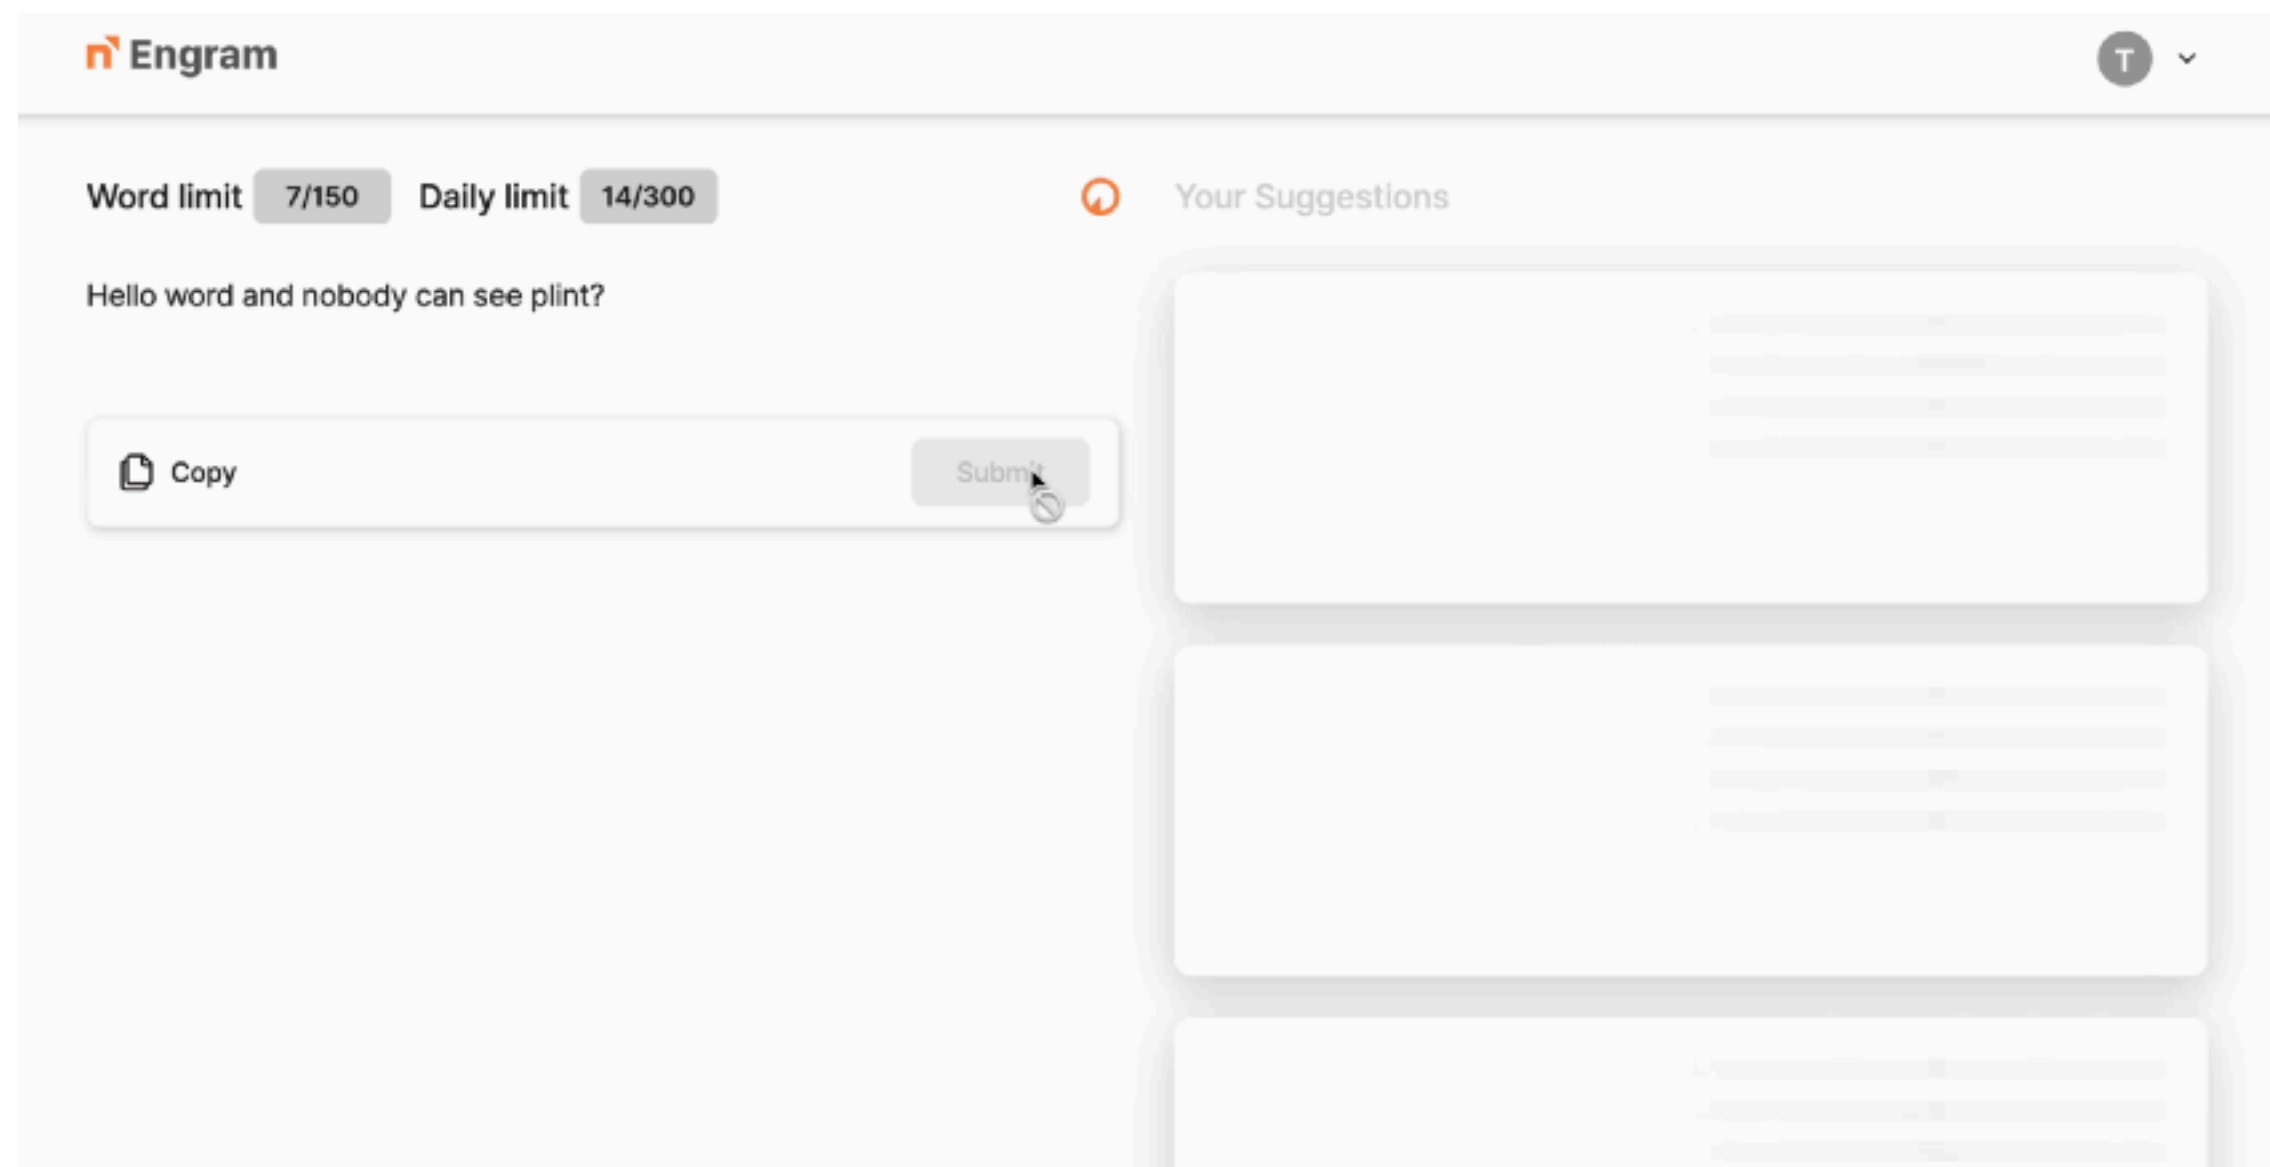 Engram
T
Word limit 7/150 Daily limit 14/300
Your Suggestions
Hello word and nobody can see plint?
Copy
Submit